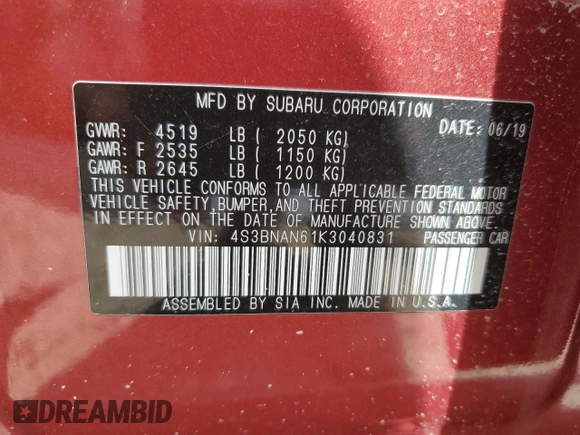 MFD BY SUBARU CORPORATION
GVWR: 4519 LB ( 2050 KG) DATE: 06/19
GAWR: F 2535 LB ( 1150 KG)
GAWR: R 2645 LB ( 1200 KG)
THIS VEHICLE CONFORMS TO ALL APPLICABLE FEDERAL MOTOR
VEHICLE SAFETY, BUMPER, AND THEFT PREVENTION STANDARDS
IN EFFECT ON THE DATE OF MANUFACTURE SHOWN ABOVE.
VIN: 4S3BNAN61K3040831 PASSENGER CAR
ASSEMBLED BY SIA INC. MADE IN U.S.A.
DREAMBID